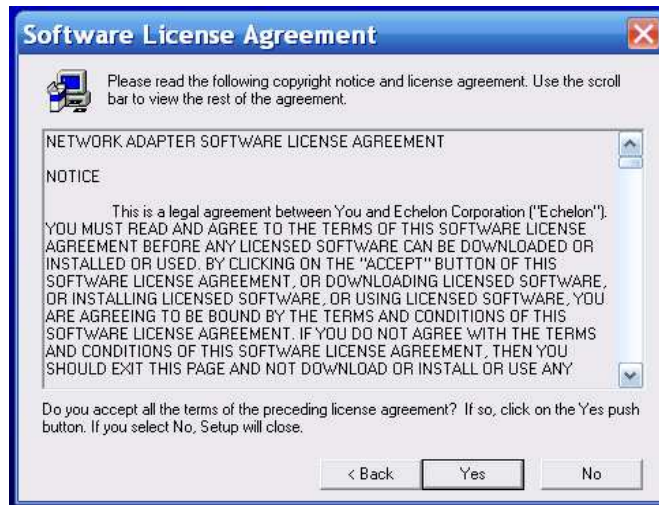 Software License Agreement
Please read the following copyright notice and license agreement. Use the scroll
bar to view the rest of the agreement.
NETWORK ADAPTER SOFTWARE LICENSE AGREEMENT
NOTICE
This is a legal agreement between You and Echelon Corporation ("Echelon").
YOU MUST READ AND AGREE TO THE TERMS OF THIS SOFTWARE LICENSE
AGREEMENT BEFORE ANY LICENSED SOFTWARE CAN BE DOWNLOADED OR
INSTALLED OR USED. BY CLICKING ON THE "ACCEPT" BUTTON OF THIS
SOFTWARE LICENSE AGREEMENT, OR DOWNLOADING LICENSED SOFTWARE,
OR INSTALLING LICENSED SOFTWARE, OR USING LICENSED SOFTWARE, YOU
ARE AGREEING TO BE BOUND BY THE TERMS AND CONDITIONS OF THIS
SOFTWARE LICENSE AGREEMENT. IF YOU DO NOT AGREE WITH THE TERMS
AND CONDITIONS OF THIS SOFTWARE LICENSE AGREEMENT, THEN YOU
SHOULD EXIT THIS PAGE AND NOT DOWNLOAD OR INSTALL OR USE ANY
Do you accept all the terms of the preceding license agreement? If so, click on the Yes push
button. If you select No, Setup will close.
< Back Yes No